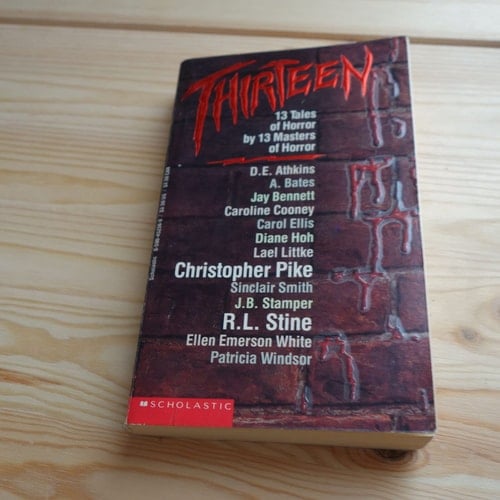 THIRTEEN
13 Tales
of Horror
by 13 Masters
of Horror
D.E. Athkins
A. Bates
Jay Bennett
Caroline Cooney
Carol Ellis
Diane Hoh
Lael Littke
Christopher Pike
Sinclair Smith
J.B. Stamper
R.L. Stine
Ellen Emerson White
Patricia Windsor
SCHOLASTIC
Scholastic